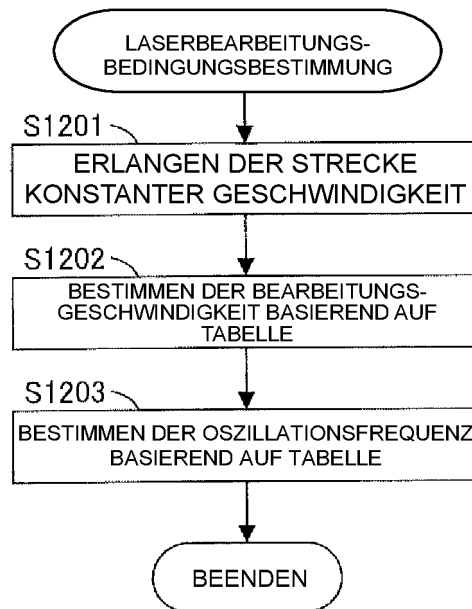 LASERBEARBEITUNGS-
BEDINGUNGSBESTIMMUNG
S1201
ERLANGEN DER STRECKE
KONSTANTER GESCHWINDIGKEIT
S1202
BESTIMMEN DER BEARBEITUNGS-
GESCHWINDIGKEIT BASIEREND AUF
TABELLE
S1203
BESTIMMEN DER OSZILLATIONSFREQUENZ
BASIEREND AUF TABELLE
BEENDEN